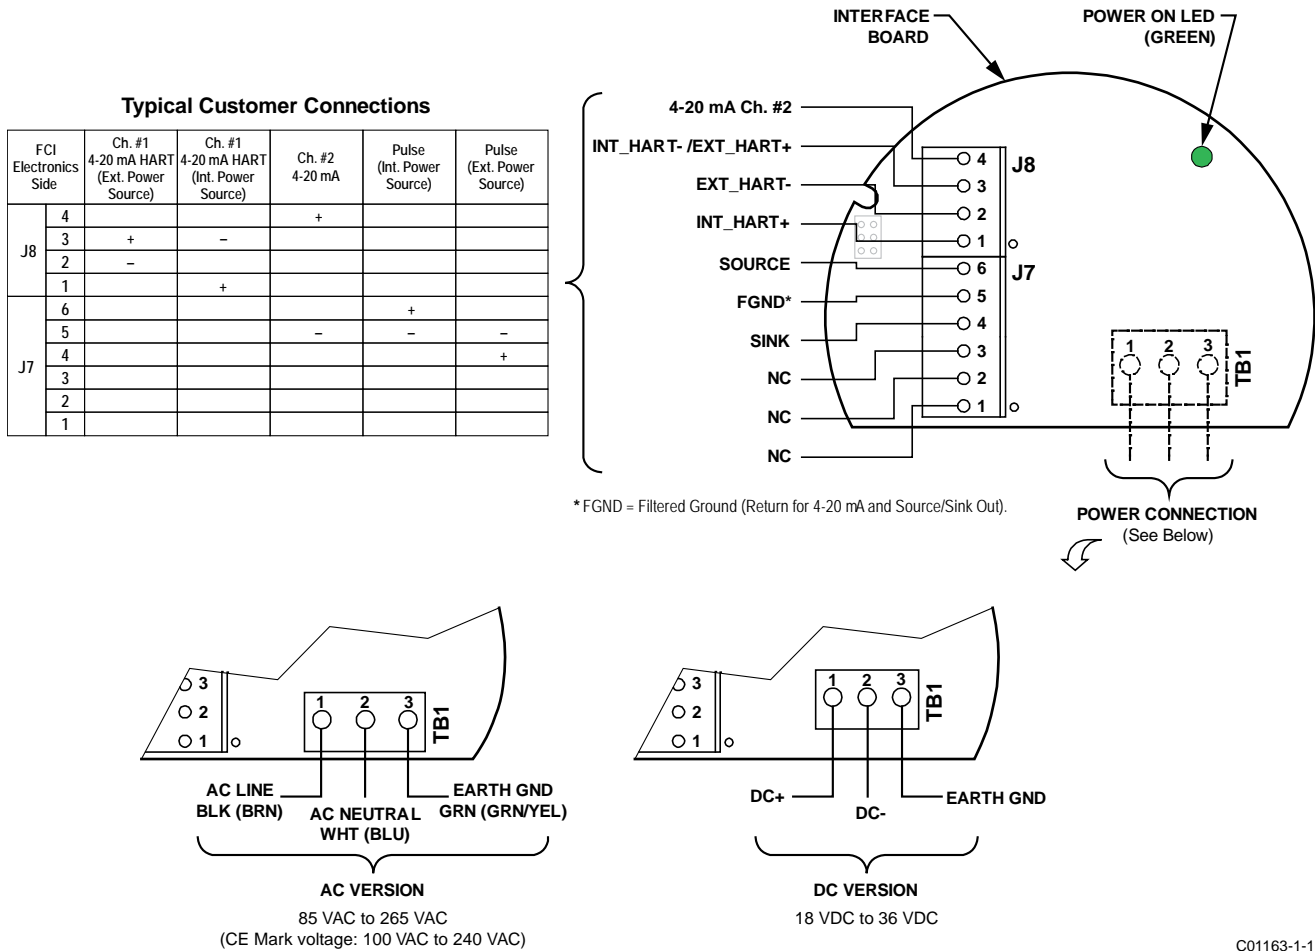 INTERFACE
BOARD
POWER ON LED
(GREEN)
Typical Customer Connections
FCI
Electronics
Side
Ch. #1
4-20 mA HART
(Ext. Power
Source)
Ch. #1
4-20 mA HART
(Int. Power
Source)
Ch. #2
4-20 mA
Pulse
(Int. Power
Source)
Pulse
(Ext. Power
Source)
J8
4 +
3 + –
2 –
1 +
J7
6 +
5 – – –
4 +
3
2
1
4-20 mA Ch. #2
INT_HART- /EXT_HART+
EXT_HART-
INT_HART+
SOURCE
FGND*
SINK
NC
NC
NC
4
3
2
1
J8
6
5
4
3
2
1
J7
1 2 3
TB1
* FGND = Filtered Ground (Return for 4-20 mA and Source/Sink Out).
POWER CONNECTION
(See Below)
3
2
1
1 2 3
TB1
AC LINE
BLK (BRN)
AC NEUTRAL
WHT (BLU)
EARTH GND
GRN (GRN/YEL)
AC VERSION
85 VAC to 265 VAC
(CE Mark voltage: 100 VAC to 240 VAC)
3
2
1
1 2 3
TB1
DC+
DC-
EARTH GND
DC VERSION
18 VDC to 36 VDC
C01163-1-1